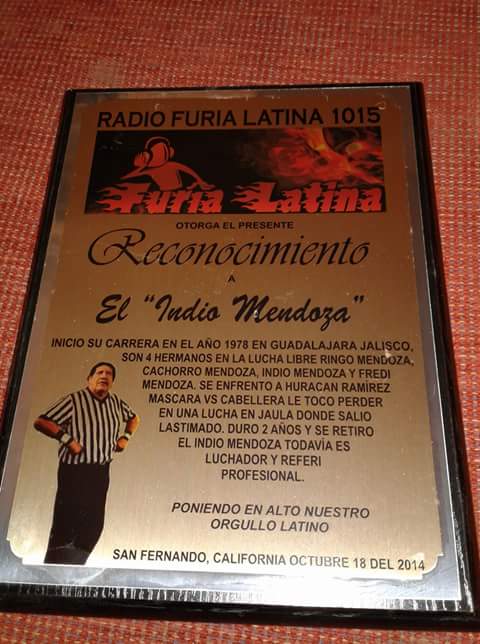 RADIO FURIA LATINA 1015
Furia Latina
OTORGA EL PRESENTE
Reconocimiento
A
El "Indio Mendoza"
INICIO SU CARRERA EN EL AÑO 1978 EN GUADALAJARA JALISCO,
SON 4 HERMANOS EN LA LUCHA LIBRE RINGO MENDOZA,
CACHORRO MENDOZA, INDIO MENDOZA Y FREDI
MENDOZA. SE ENFRENTO A HURACAN RAMÍREZ
MASCARA VS CABELLERA LE TOCO PERDER
EN UNA LUCHA EN JAULA DONDE SALIO
LASTIMADO. DURO 2 AÑOS Y SE RETIRO
EL INDIO MENDOZA TODAVÍA ES
LUCHADOR Y REFERI
PROFESIONAL.
PONIENDO EN ALTO NUESTRO
ORGULLO LATINO
SAN FERNANDO, CALIFORNIA OCTUBRE 18 DEL 2014